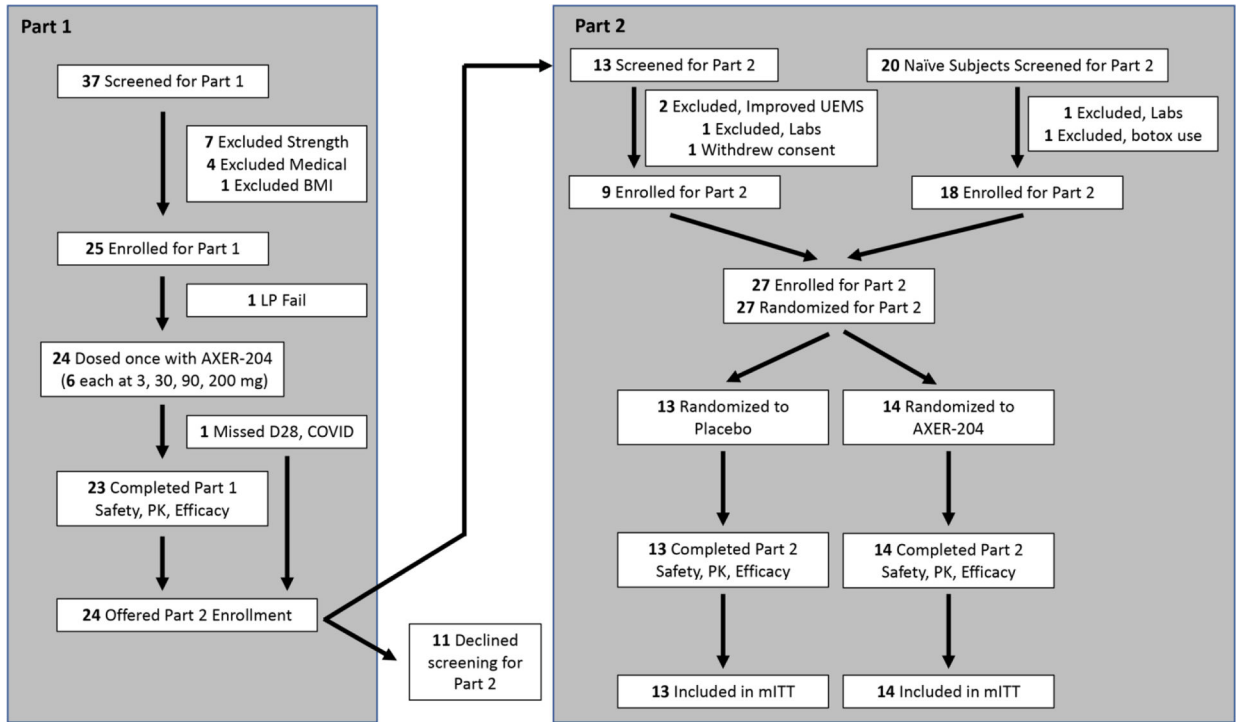 Part 1
37 Screened for Part 1
7 Excluded Strength
4 Excluded Medical
1 Excluded BMI
25 Enrolled for Part 1
1 LP Fail
24 Dosed once with AXER-204
(6 each at 3, 30, 90, 200 mg)
1 Missed D28, COVID
23 Completed Part 1
Safety, PK, Efficacy
24 Offered Part 2 Enrollment
11 Declined
screening for
Part 2
Part 2
13 Screened for Part 2
20 Naïve Subjects Screened for Part 2
2 Excluded, Improved UEMS
1 Excluded, Labs
1 Withdrew consent
1 Excluded, Labs
1 Excluded, botox use
9 Enrolled for Part 2
18 Enrolled for Part 2
27 Enrolled for Part 2
27 Randomized for Part 2
13 Randomized to
Placebo
14 Randomized to
AXER-204
13 Completed Part 2
Safety, PK, Efficacy
14 Completed Part 2
Safety, PK, Efficacy
13 Included in mITT
14 Included in mITT